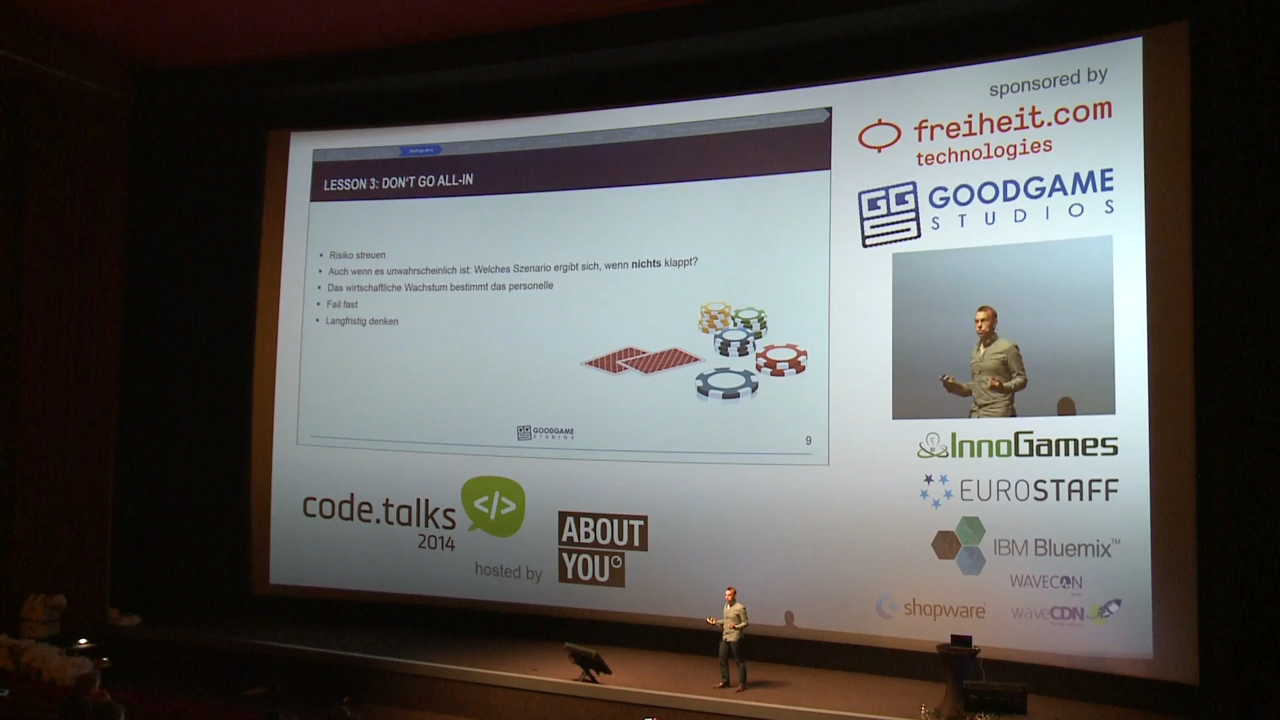 sponsored by
freiheit.com
technologies
GOODGAME
STUDIOS
LESSON 3: DON'T GO ALL-IN
Risiko streuen
Auch wenn es unwahrscheinlich ist: Welches Szenario ergibt sich, wenn nichts klappt?
Das wirtschaftliche Wachstum bestimmt das personelle
Fail fast
Langfristig denken
GOODGAME
STUDIOS
9
InnoGames
EUROSTAFF
IBM Bluemix™
WAVECON
shopware
waveCDN
code.talks
</>
2014
hosted by
ABOUT
YOU